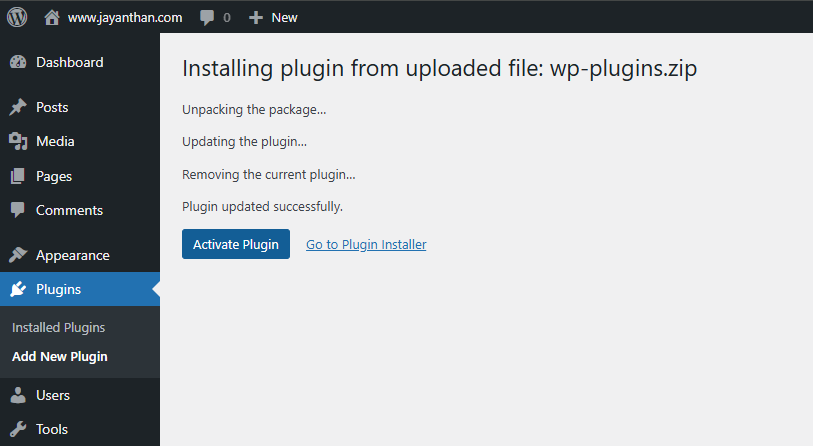 www.jayanthan.com 0 New
Dashboard
Posts
Media
Pages
Comments
Appearance
Plugins
Installed Plugins
Add New Plugin
Users
Tools
Installing plugin from uploaded file: wp-plugins.zip
Unpacking the package…
Updating the plugin…
Removing the current plugin…
Plugin updated successfully.
Activate Plugin Go to Plugin Installer